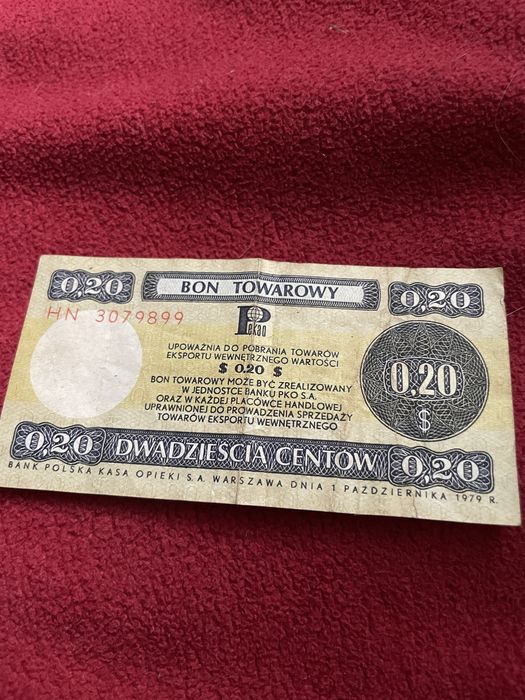 0,20 BON TOWAROWY 0,20
HN 3079899
Pekao
UPOWAŻNIA DO POBRANIA TOWARÓW
EKSPORTU WEWNĘTRZNEGO WARTOŚCI
$ 0.20 $
BON TOWAROWY MOŻE BYĆ ZREALIZOWANY
W JEDNOSTCE BANKU PKO S.A.
ORAZ W KAŻDEJ PLACÓWCE HANDLOWEJ
UPRAWNIONEJ DO PROWADZENIA SPRZEDAŻY
TOWARÓW EKSPORTU WEWNĘTRZNEGO
0,20
$
0,20 DWADZIEŚCIA CENTÓW 0,20
BANK POLSKA KASA OPIEKI S.A. WARSZAWA DNIA 1 PAŹDZIERNIKA 1979 R.